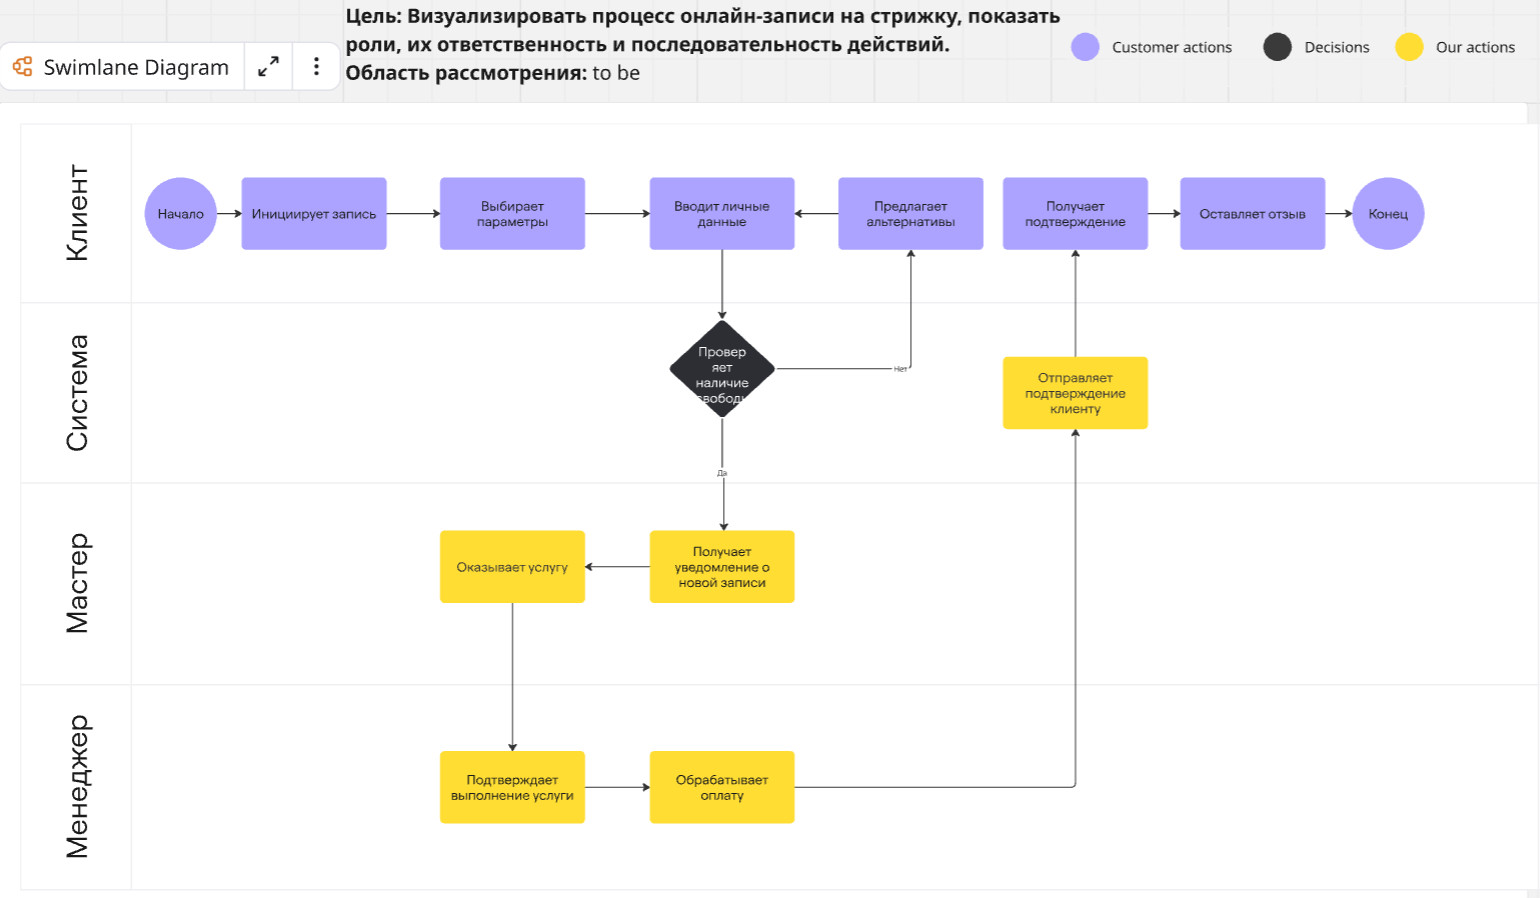 Цель: Визуализировать процесс онлайн-записи на стрижку, показать
роли, их ответственность и последовательность действий.
Область рассмотрения: to be
Swimlane Diagram
Customer actions
Decisions
Our actions
Клиент
Начало
Инициирует запись
Выбирает
параметры
Вводит личные
данные
Предлагает
альтернативы
Получает
подтверждение
Оставляет отзыв
Конец
Система
Провер
яет
наличие
Нет
Да
Отправляет
подтверждение
клиенту
Мастер
Оказывает услугу
Получает
уведомление о
новой записи
Менеджер
Подтверждает
выполнение услуги
Обрабатывает
оплату